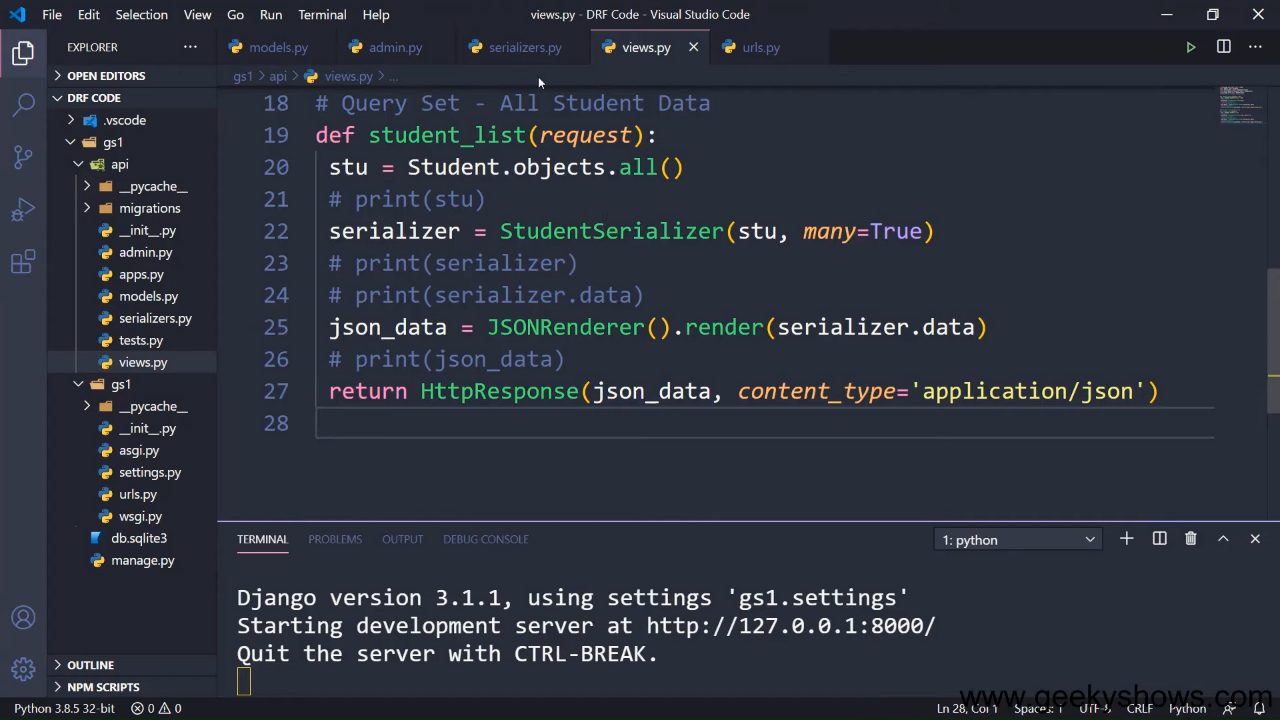 File Edit Selection View Go Run Terminal Help views.py - DRF Code - Visual Studio Code
EXPLORER models.py admin.py serializers.py views.py urls.py
OPEN EDITORS
DRF CODE
.vscode
gs1
api
__pycache__
migrations
__init__.py
admin.py
apps.py
models.py
serializers.py
tests.py
views.py
gs1
__pycache__
__init__.py
asgi.py
settings.py
urls.py
wsgi.py
db.sqlite3
manage.py
OUTLINE
NPM SCRIPTS
gs1 > api > views.py > ...
18 # Query Set - All Student Data
19 def student_list(request):
20 stu = Student.objects.all()
21 # print(stu)
22 serializer = StudentSerializer(stu, many=True)
23 # print(serializer)
24 # print(serializer.data)
25 json_data = JSONRenderer().render(serializer.data)
26 # print(json_data)
27 return HttpResponse(json_data, content_type='application/json')
28
TERMINAL PROBLEMS OUTPUT DEBUG CONSOLE 1: python
Django version 3.1.1, using settings 'gs1.settings'
Starting development server at http://127.0.0.1:8000/
Quit the server with CTRL-BREAK.
www.geekyshows.com
Python 3.8.5 32-bit 0 0 Ln 28, Col 1 Spaces: 1 UTF-8 CRLF Python